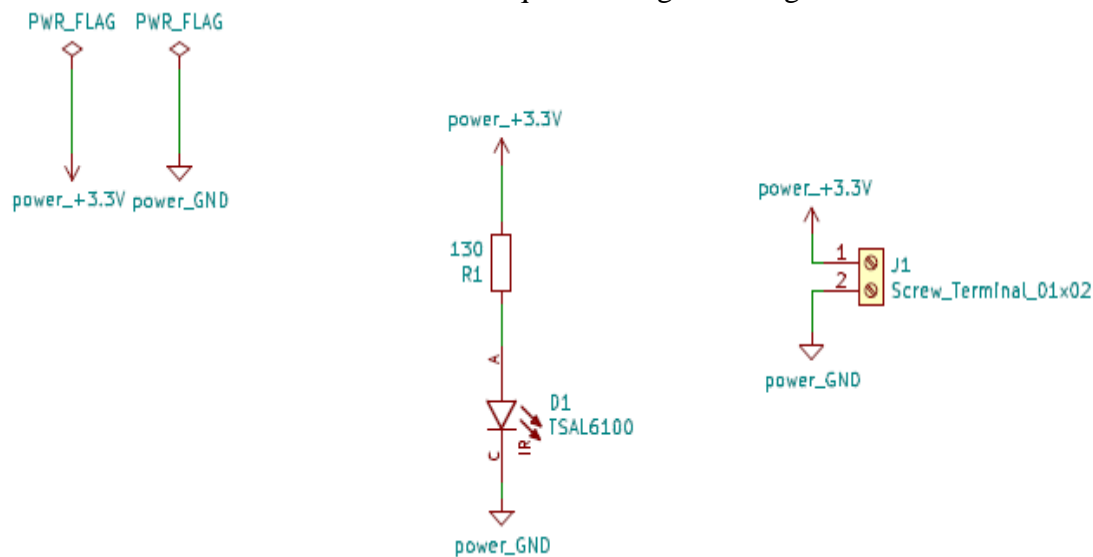 PWR_FLAG PWR_FLAG
power_+3.3V power_GND
power_+3.3V
130
R1
A
D1
TSAL6100
IR
C
power_GND
power_+3.3V
1
2
J1
Screw_Terminal_01x02
power_GND